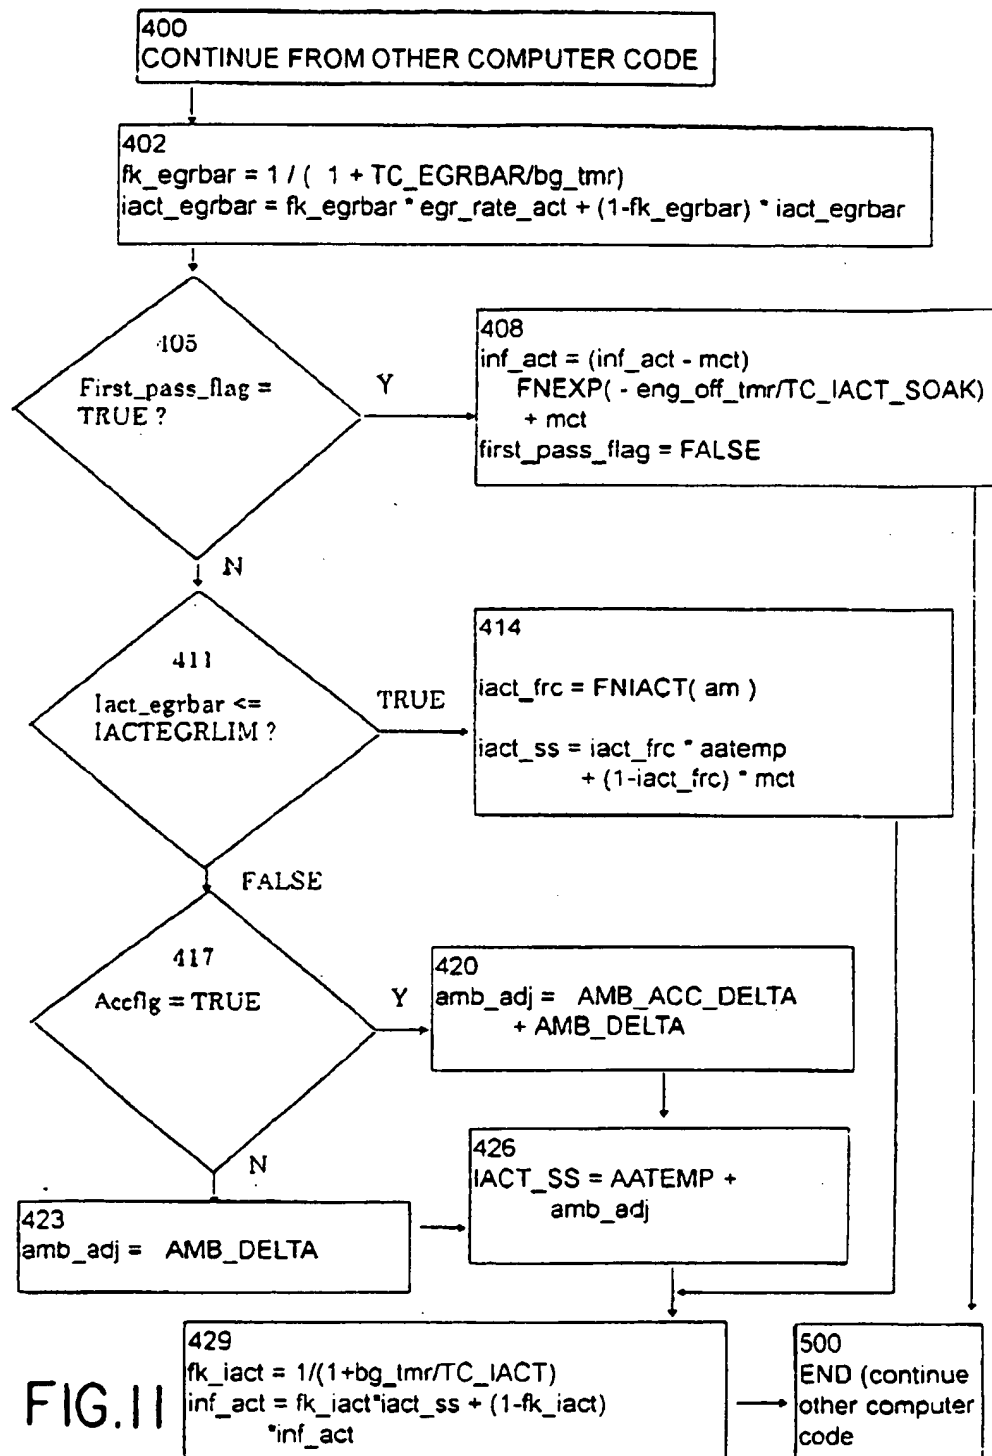 400
CONTINUE FROM OTHER COMPUTER CODE
402
fk_egrbar = 1 / ( 1 + TC_EGRBAR/bg_tmr)
iact_egrbar = fk_egrbar * egr_rate_act + (1-fk_egrbar) * iact_egrbar
405
First_pass_flag =
TRUE ?
Y
408
inf_act = (inf_act - mct)
FNEXP( - eng_off_tmr/TC_IACT_SOAK)
+ mct
first_pass_flag = FALSE
N
411
Iact_egrbar <=
IACTEGRLIM ?
TRUE
414
iact_frc = FNIACT( am )
iact_ss = iact_frc * aatemp
+ (1-iact_frc) * mct
FALSE
417
Accflg = TRUE
Y
420
amb_adj = AMB_ACC_DELTA
+ AMB_DELTA
N
426
IACT_SS = AATEMP +
amb_adj
423
amb_adj = AMB_DELTA
429
fk_iact = 1/(1+bg_tmr/TC_IACT)
inf_act = fk_iact*iact_ss + (1-fk_iact)
*inf_act
500
END (continue
other computer
code
FIG.11